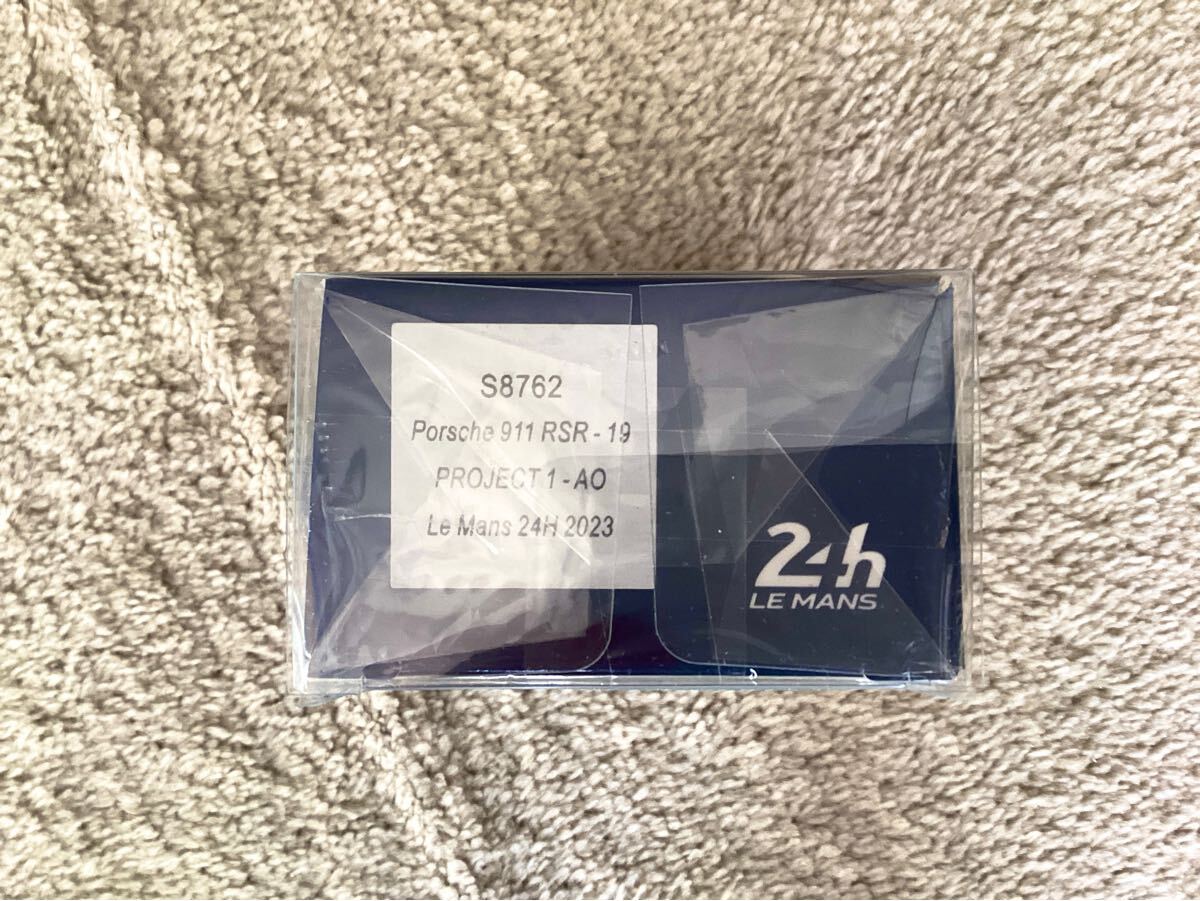 S8762
Porsche 911 RSR - 19
PROJECT 1 - AO
Le Mans 24H 2023
24h
LE MANS